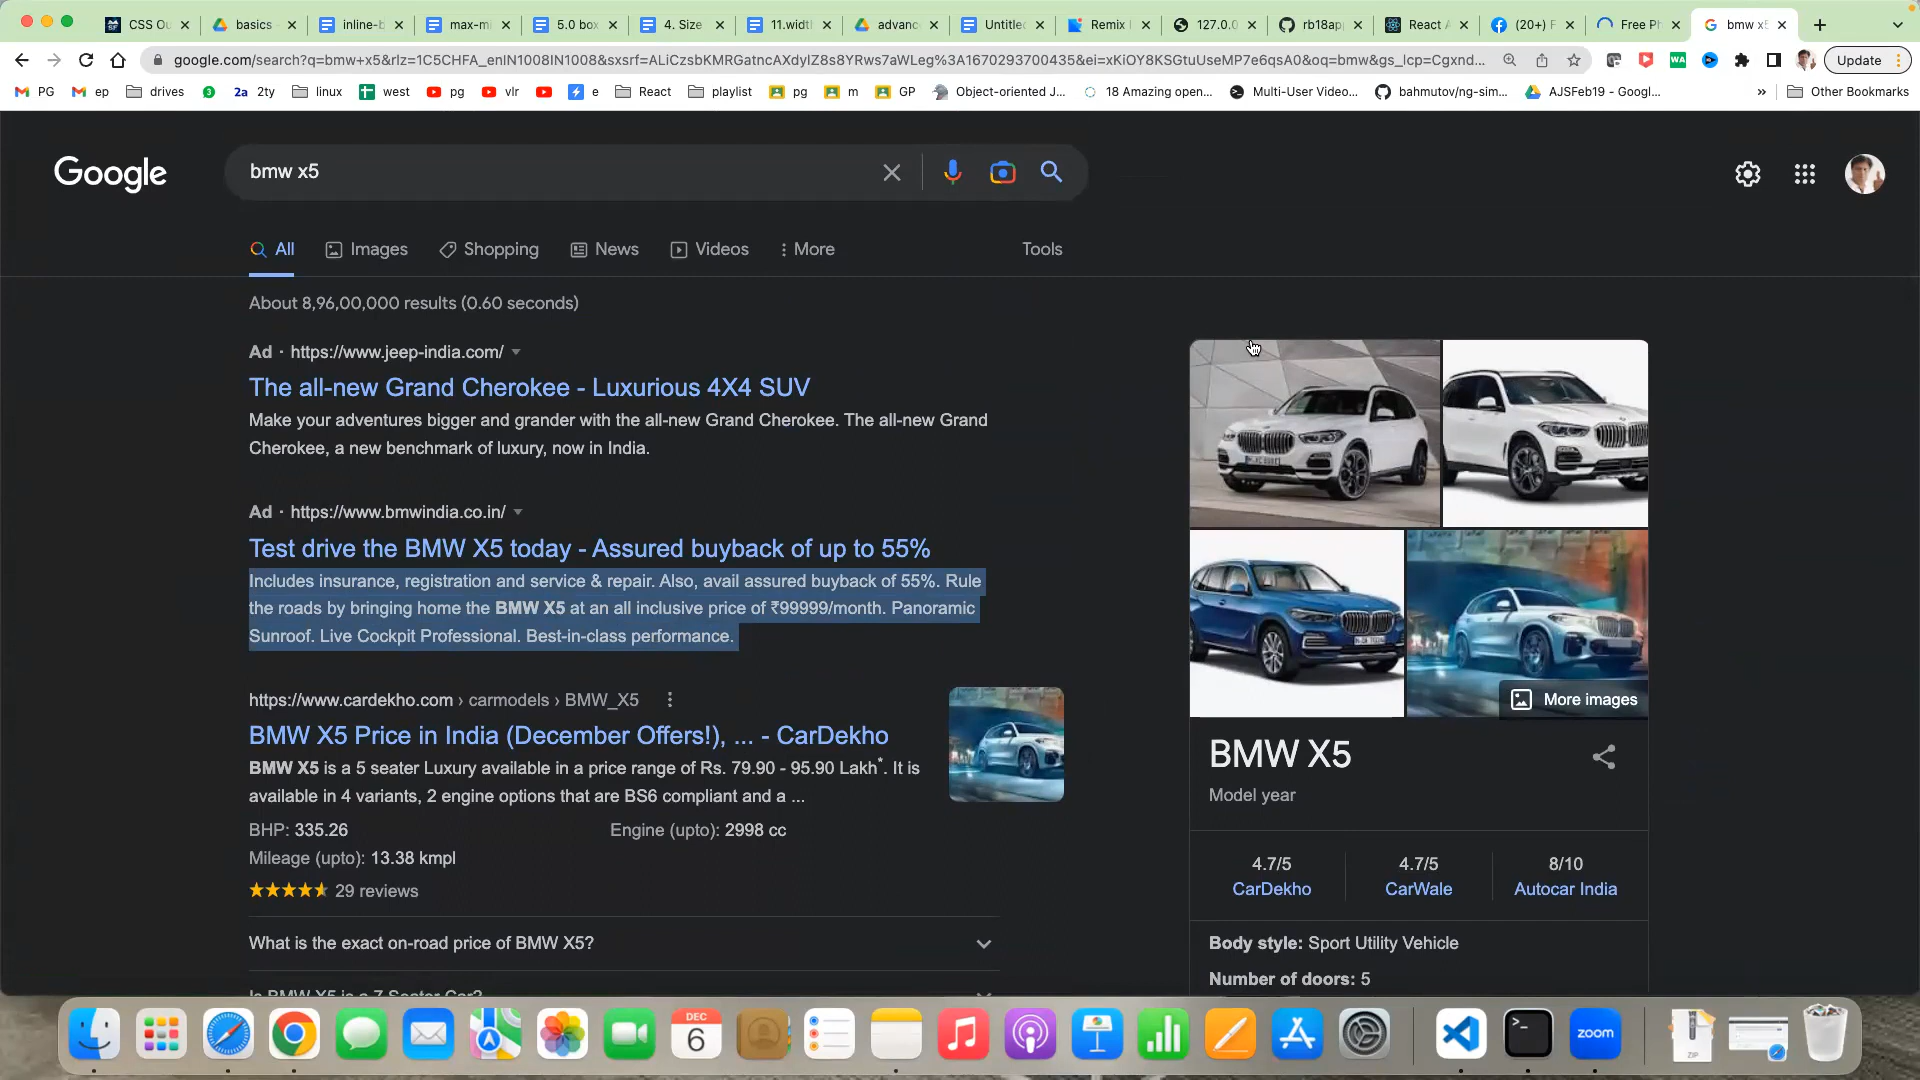 CSS Ou
basics
inline-b
max-mi
5.0 box
4. Size
11.widt
advanc
Untitle
Remix
127.0.0
rb18app
React A
(20+) F
Free Ph
bmw x5
google.com/search?q=bmw+x5&rlz=1C5CHFA_enIN1008IN1008&sxsrf=ALiCzsbKMRGatncAXdyIZ8s8YRws7aWLeg%3A1670293700435&ei=xKiOY8KSGtuUseMP7e6qsA0&oq=bmw&gs_lcp=Cgxnd...
Update
PG
ep
drives
2a 2ty
linux
west
pg
vlr
e
React
playlist
pg
m
GP
Object-oriented J...
18 Amazing open...
Multi-User Video...
bahmutov/ng-sim...
AJSFeb19 - Googl...
»
Other Bookmarks
Google
bmw x5
All
Images
Shopping
News
Videos
More
Tools
About 8,96,00,000 results (0.60 seconds)
Ad · https://www.jeep-india.com/
The all-new Grand Cherokee - Luxurious 4X4 SUV
Make your adventures bigger and grander with the all-new Grand Cherokee. The all-new Grand
Cherokee, a new benchmark of luxury, now in India.
Ad · https://www.bmwindia.co.in/
Test drive the BMW X5 today - Assured buyback of up to 55%
Includes insurance, registration and service & repair. Also, avail assured buyback of 55%. Rule
the roads by bringing home the BMW X5 at an all inclusive price of ₹99999/month. Panoramic
Sunroof. Live Cockpit Professional. Best-in-class performance.
https://www.cardekho.com › carmodels › BMW_X5
BMW X5 Price in India (December Offers!), ... - CarDekho
BMW X5 is a 5 seater Luxury available in a price range of Rs. 79.90 - 95.90 Lakh*. It is
available in 4 variants, 2 engine options that are BS6 compliant and a ...
BHP: 335.26
Engine (upto): 2998 cc
Mileage (upto): 13.38 kmpl
29 reviews
What is the exact on-road price of BMW X5?
Is BMW X5 is a 7 Seater Car?
More images
BMW X5
Model year
4.7/5
CarDekho
4.7/5
CarWale
8/10
Autocar India
Body style: Sport Utility Vehicle
Number of doors: 5
DEC
6
zoom
ZIP